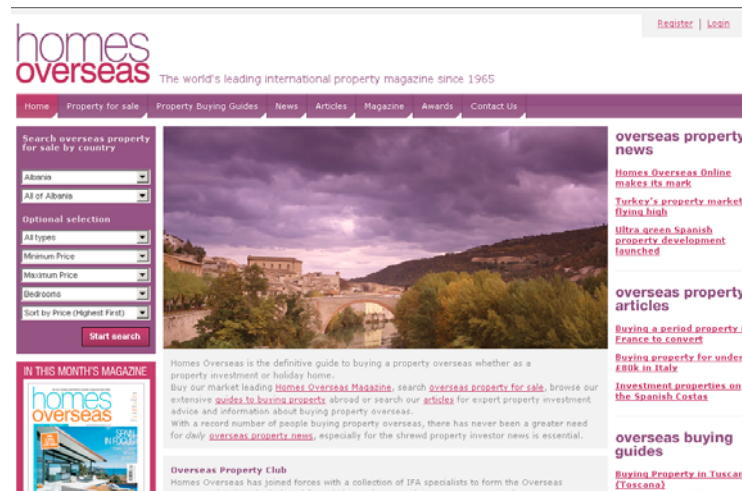 Register | Login
homes
overseas
The world's leading international property magazine since 1965
Home Property for sale Property Buying Guides News Articles Magazine Awards Contact Us
Search overseas property
for sale by country
Albania
All of Albania
Optional selection
All types
Minimum Price
Maximum Price
Bedrooms
Sort by Price (Highest First)
Start search
IN THIS MONTH'S MAGAZINE
homes
overseas
SPAIN
IN FOCUS
Homes Overseas is the definitive guide to buying a property overseas whether as a
property investment or holiday home.
Buy our market leading Homes Overseas Magazine, search overseas property for sale, browse our
extensive guides to buying property abroad or search our articles for expert property investment
advice and information about buying property overseas.
With a record number of people buying property overseas, there has never been a greater need
for daily overseas property news, especially for the shrewd property investor news is essential.
Overseas Property Club
Homes Overseas has joined forces with a collection of IFA specialists to form the Overseas
overseas property
news
Homes Overseas Online
makes its mark
Turkey's property market
flying high
Ultra green Spanish
property development
launched
overseas property
articles
Buying a period property
France to convert
Buying property for under
£80k in Italy
Investment properties on
the Spanish Costas
overseas buying
guides
Buying Property in Tuscan
(Toscana)